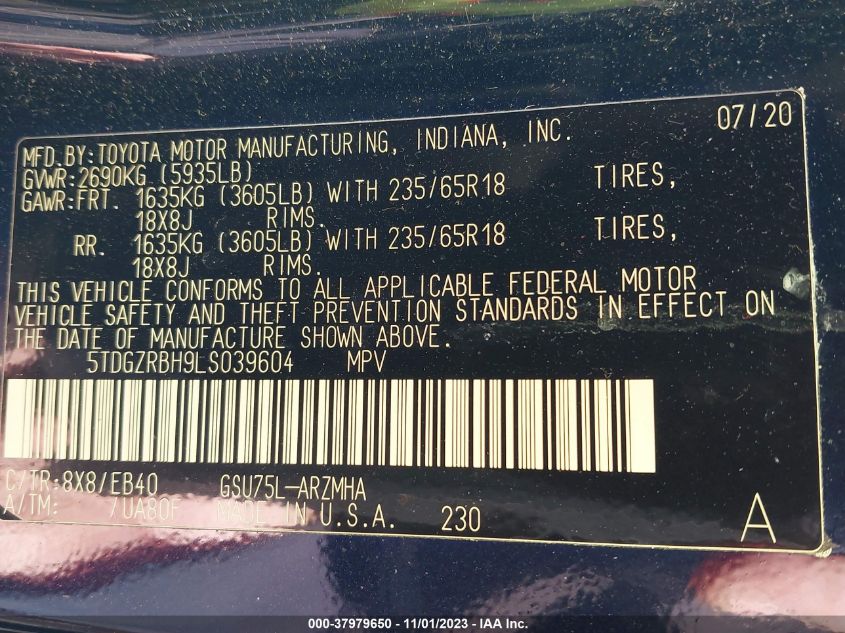 07/20
MFD.BY:TOYOTA MOTOR MANUFACTURING, INDIANA, INC.
GVWR:2690KG (5935LB)
GAWR:FRT. 1635KG (3605LB) WITH 235/65R18 TIRES,
18X8J RIMS.
RR. 1635KG (3605LB) WITH 235/65R18 TIRES,
18X8J RIMS.
THIS VEHICLE CONFORMS TO ALL APPLICABLE FEDERAL MOTOR
VEHICLE SAFETY AND THEFT PREVENTION STANDARDS IN EFFECT ON
THE DATE OF MANUFACTURE SHOWN ABOVE.
5TDGZRBH9LS039604 MPV
C/TR:8X8/EB40 GSU75L-ARZMHA
A/TM: /UA80F MADE IN U.S.A. 230 A
000-37979650 - 11/01/2023 - IAA Inc.